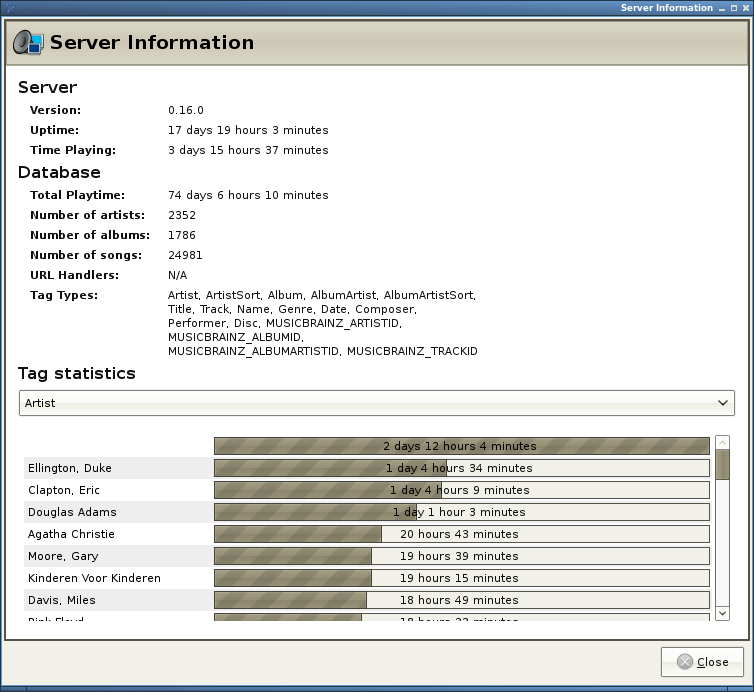 Server Information
Server Information
Server
Version: 0.16.0
Uptime: 17 days 19 hours 3 minutes
Time Playing: 3 days 15 hours 37 minutes
Database
Total Playtime: 74 days 6 hours 10 minutes
Number of artists: 2352
Number of albums: 1786
Number of songs: 24981
URL Handlers: N/A
Tag Types: Artist, ArtistSort, Album, AlbumArtist, AlbumArtistSort,
Title, Track, Name, Genre, Date, Composer,
Performer, Disc, MUSICBRAINZ_ARTISTID,
MUSICBRAINZ_ALBUMID,
MUSICBRAINZ_ALBUMARTISTID, MUSICBRAINZ_TRACKID
Tag statistics
Artist
2 days 12 hours 4 minutes
Ellington, Duke 1 day 4 hours 34 minutes
Clapton, Eric 1 day 4 hours 9 minutes
Douglas Adams 1 day 1 hour 3 minutes
Agatha Christie 20 hours 43 minutes
Moore, Gary 19 hours 39 minutes
Kinderen Voor Kinderen 19 hours 15 minutes
Davis, Miles 18 hours 49 minutes
Pink Floyd 18 hours minutes
Close